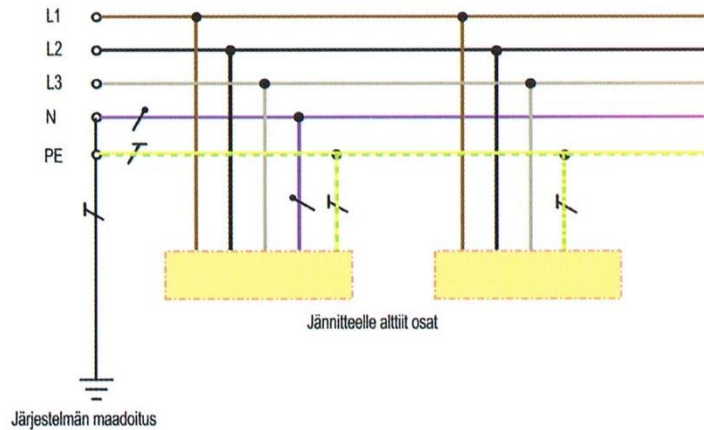 L1
L2
L3
N
PE
Jännitteelle alttiit osat
Järjestelmän maadoitus